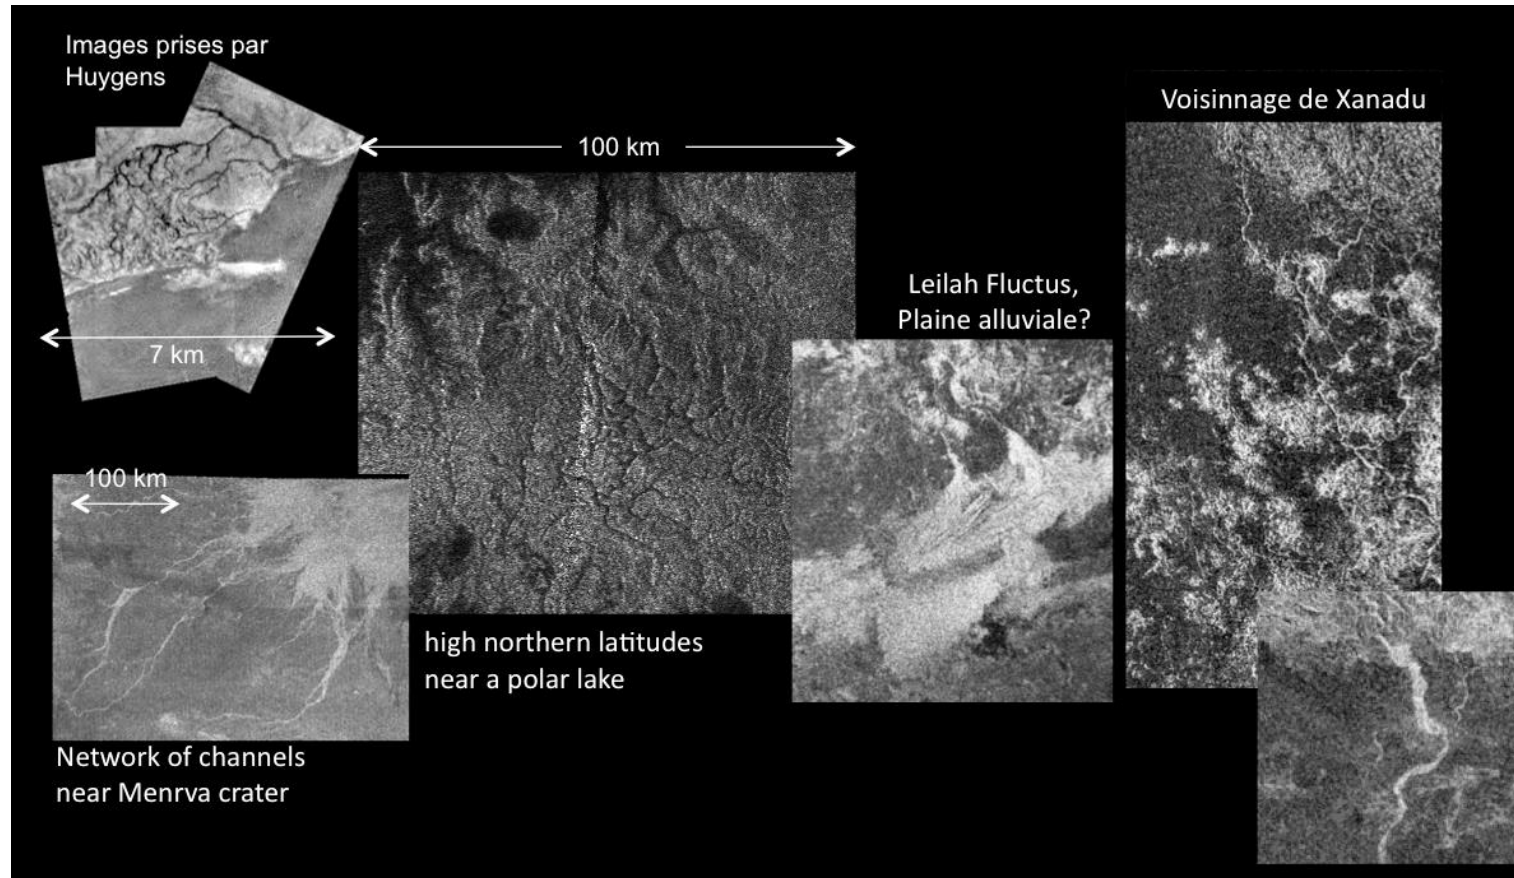 Images prises par
Huygens
7 km
100 km
100 km
Network of channels
near Menrva crater
high northern latitudes
near a polar lake
Leilah Fluctus,
Plaine alluviale?
Voisinnage de Xanadu